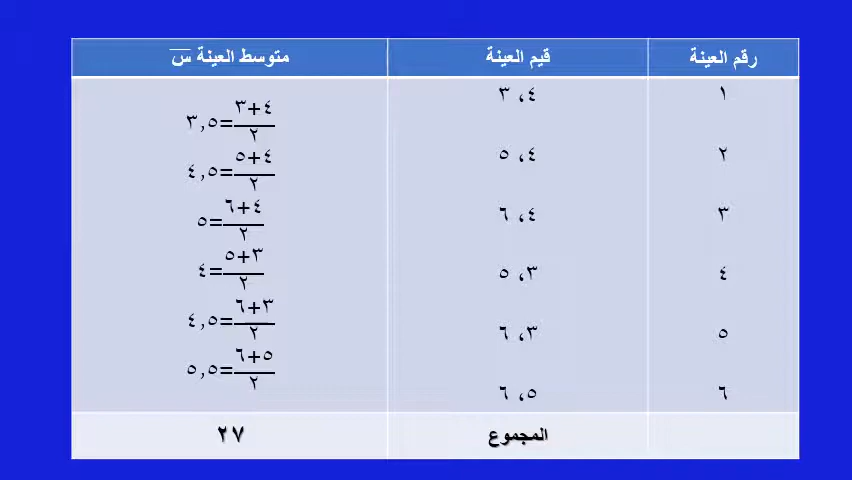 رقم العينة قيم العينة متوسط العينة س̅
١ ٤، ٣ ٤+٣/٢=٣,٥
٢ ٤، ٥ ٤+٥/٢=٤,٥
٣ ٤، ٦ ٤+٦/٢=٥
٤ ٣، ٥ ٣+٥/٢=٤
٥ ٣، ٦ ٣+٦/٢=٤,٥
٦ ٥، ٦ ٥+٦/٢=٥,٥
المجموع ٢٧